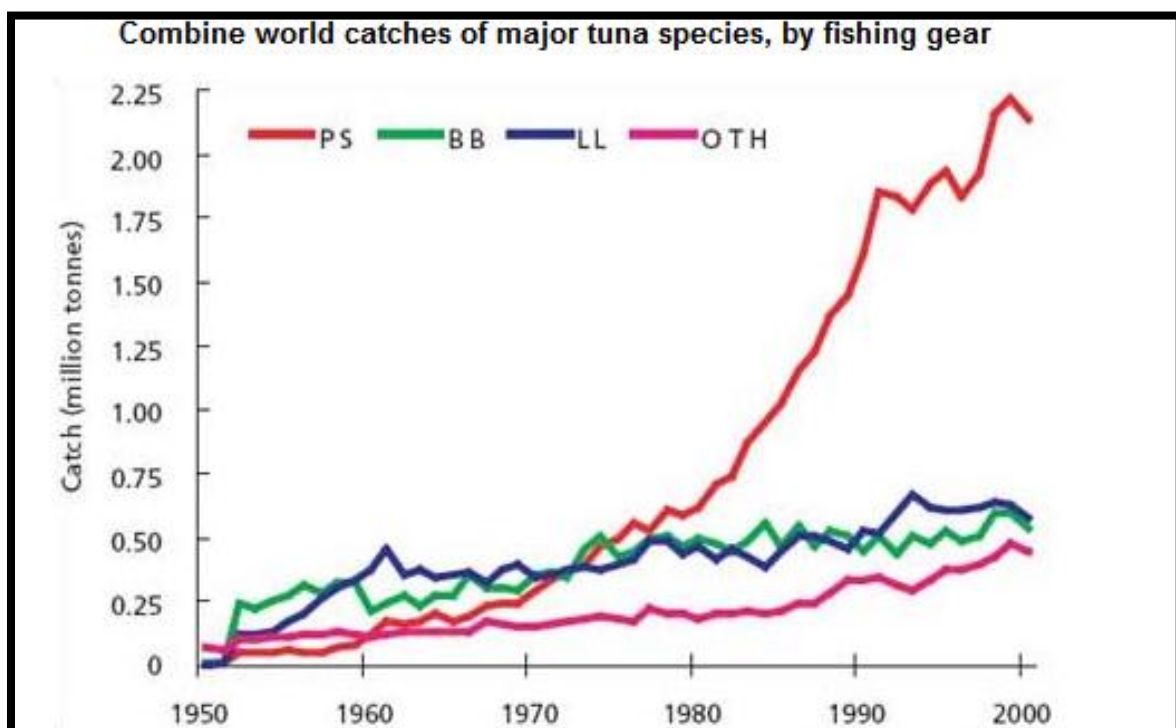 Combine world catches of major tuna species, by fishing gear
2.25
PS BB LL OTH
2.00
1.75
1.50
1.25
1.00
0.75
0.50
0.25
0
Catch (million tonnes)
1950 1960 1970 1980 1990 2000